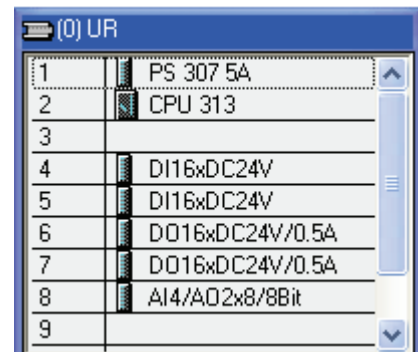 (0) UR
1 PS 307 5A
2 CPU 313
3
4 DI16xDC24V
5 DI16xDC24V
6 DO16xDC24V/0.5A
7 DO16xDC24V/0.5A
8 AI4/AO2x8/8Bit
9